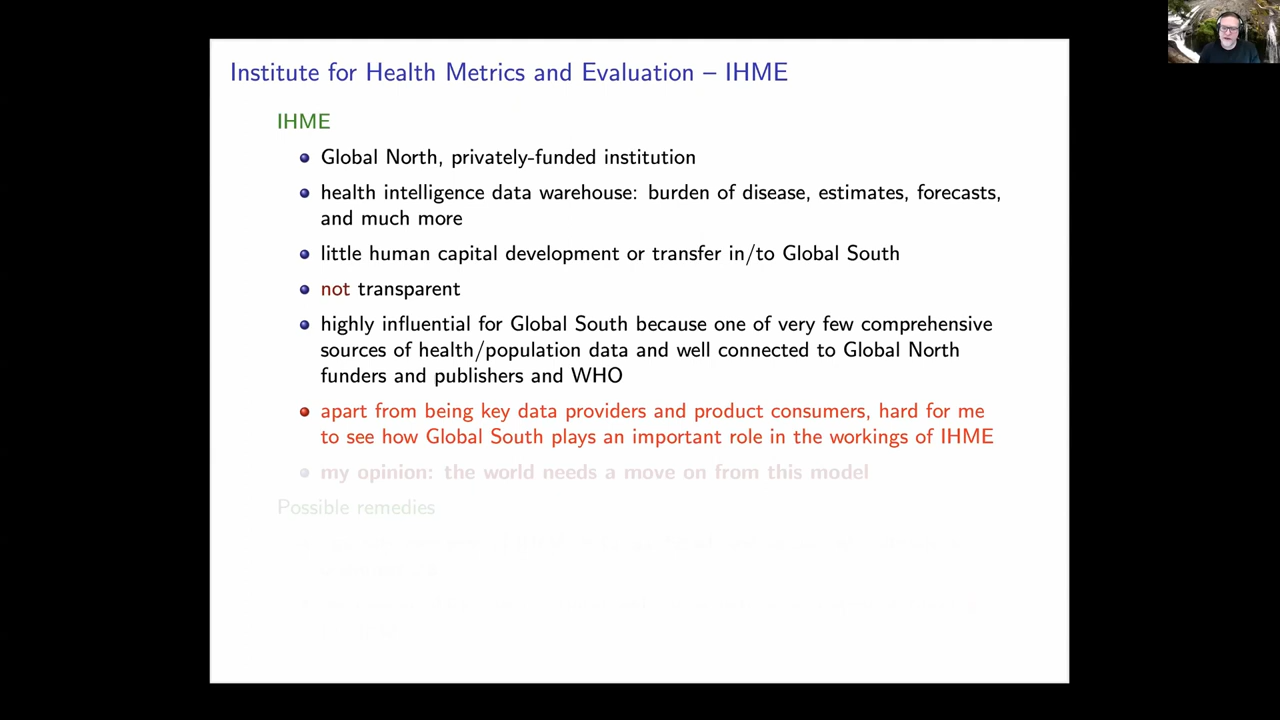 Institute for Health Metrics and Evaluation – IHME
IHME
Global North, privately-funded institution
health intelligence data warehouse: burden of disease, estimates, forecasts,
and much more
little human capital development or transfer in/to Global South
not transparent
highly influential for Global South because one of very few comprehensive
sources of health/population data and well connected to Global North
funders and publishers and WHO
apart from being key data providers and product consumers, hard for me
to see how Global South plays an important role in the workings of IHME
my opinion: the world needs a move on from this model
Possible remedies